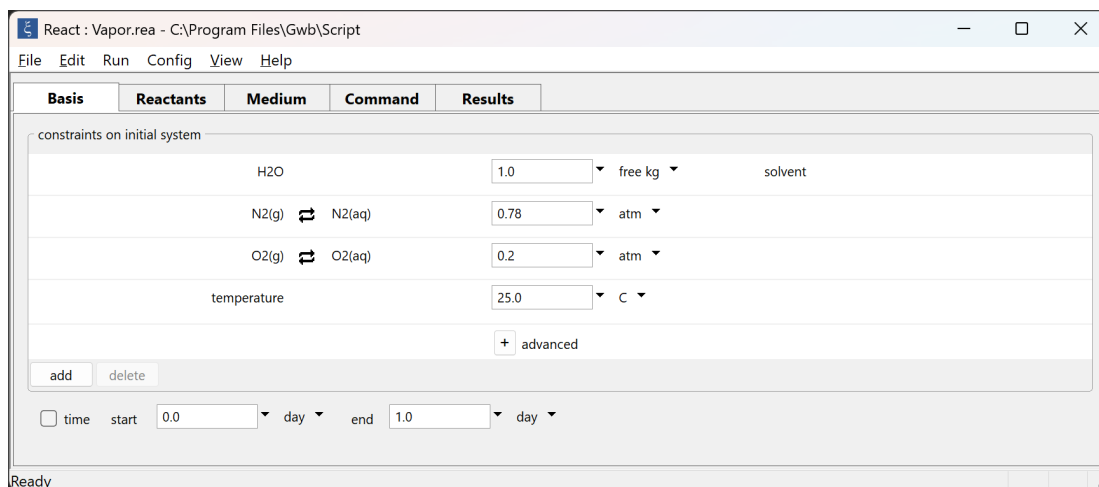 React : Vapor.rea - C:\Program Files\Gwb\Script
File Edit Run Config View Help
Basis Reactants Medium Command Results
constraints on initial system
H2O 1.0 free kg solvent
N2(g) N2(aq) 0.78 atm
O2(g) O2(aq) 0.2 atm
temperature 25.0 C
+ advanced
add delete
time start 0.0 day end 1.0 day
Ready